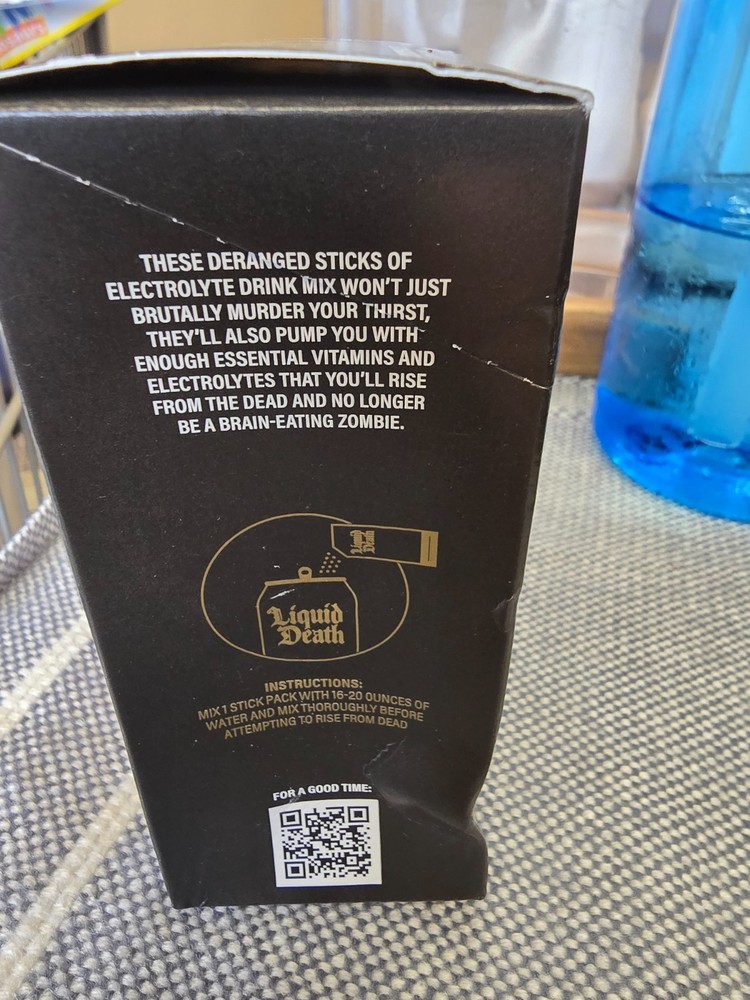 THESE DERANGED STICKS OF
ELECTROLYTE DRINK MIX WON'T JUST
BRUTALLY MURDER YOUR THIRST,
THEY'LL ALSO PUMP YOU WITH
ENOUGH ESSENTIAL VITAMINS AND
ELECTROLYTES THAT YOU'LL RISE
FROM THE DEAD AND NO LONGER
BE A BRAIN-EATING ZOMBIE.
Liquid
Death
Liquid
Death
INSTRUCTIONS:
MIX 1 STICK PACK WITH 16-20 OUNCES OF
WATER AND MIX THOROUGHLY BEFORE
ATTEMPTING TO RISE FROM DEAD
FOR A GOOD TIME: